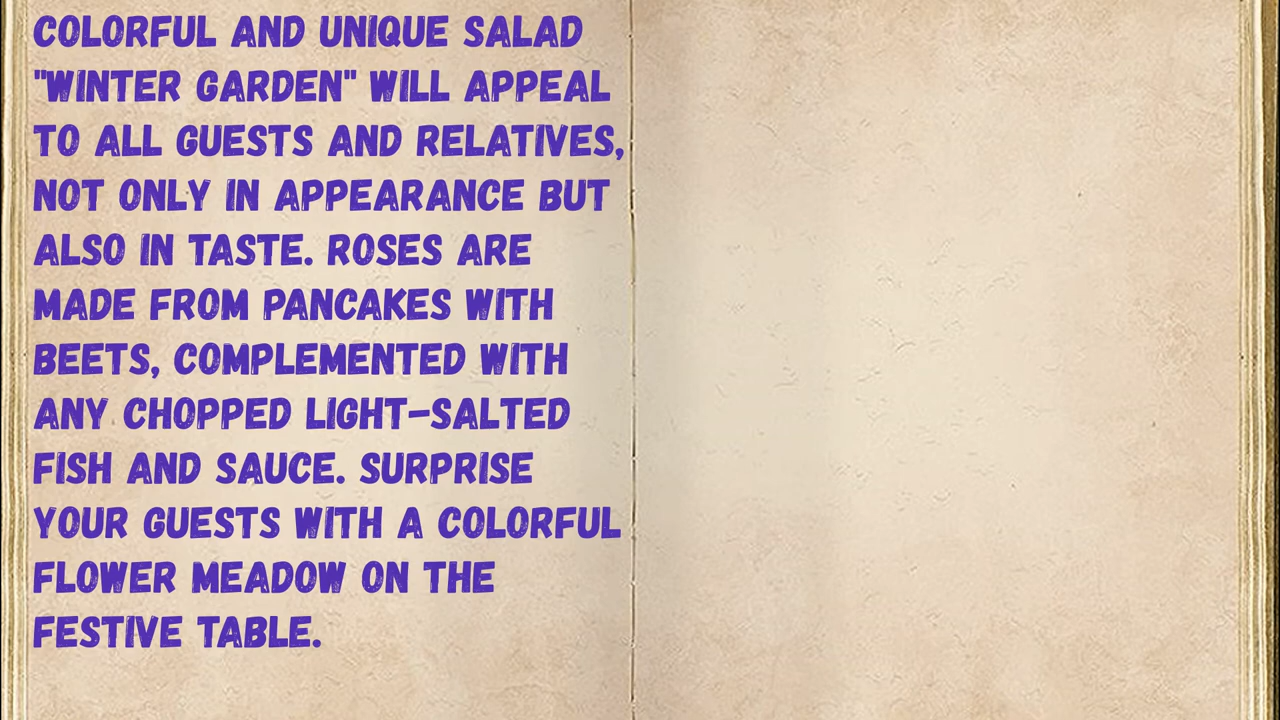 COLORFUL AND UNIQUE SALAD
"WINTER GARDEN" WILL APPEAL
TO ALL GUESTS AND RELATIVES,
NOT ONLY IN APPEARANCE BUT
ALSO IN TASTE. ROSES ARE
MADE FROM PANCAKES WITH
BEETS, COMPLEMENTED WITH
ANY CHOPPED LIGHT-SALTED
FISH AND SAUCE. SURPRISE
YOUR GUESTS WITH A COLORFUL
FLOWER MEADOW ON THE
FESTIVE TABLE.